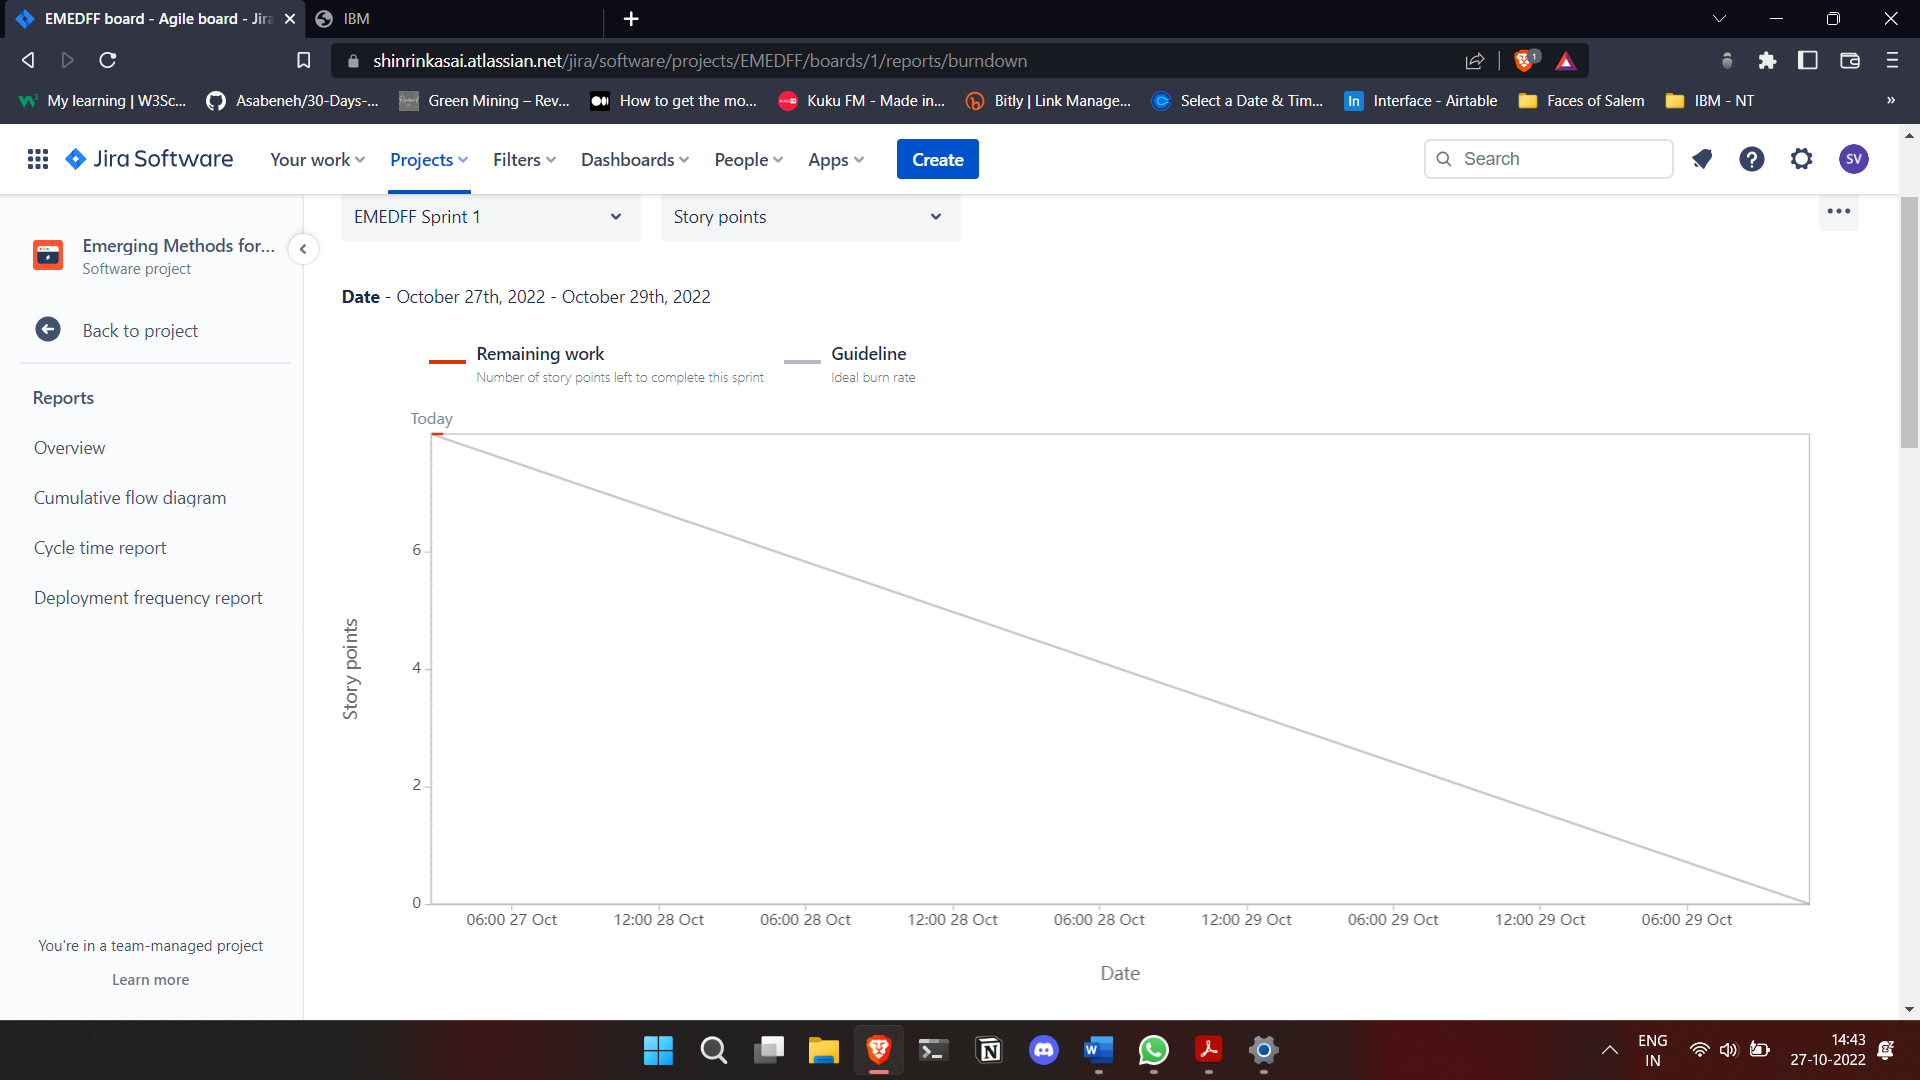 EMEDFF board - Agile board - Jira
IBM
shinrinkasai.atlassian.net/jira/software/projects/EMEDFF/boards/1/reports/burndown
1
My learning | W3Sc...
Asabeneh/30-Days-...
Green Mining – Rev...
How to get the mo...
Kuku FM - Made in...
Bitly | Link Manage...
Select a Date & Tim...
In
Interface - Airtable
Faces of Salem
IBM - NT
»
Jira Software
Your work
Projects
Filters
Dashboards
People
Apps
Create
Search
SV
Emerging Methods for...
Software project
Back to project
Reports
Overview
Cumulative flow diagram
Cycle time report
Deployment frequency report
You're in a team-managed project
Learn more
EMEDFF Sprint 1
Story points
Date - October 27th, 2022 - October 29th, 2022
Remaining work
Number of story points left to complete this sprint
Guideline
Ideal burn rate
Today
6
4
2
0
Story points
06:00 27 Oct
12:00 28 Oct
06:00 28 Oct
12:00 28 Oct
06:00 28 Oct
12:00 29 Oct
06:00 29 Oct
12:00 29 Oct
06:00 29 Oct
Date
ENG
IN
14:43
27-10-2022